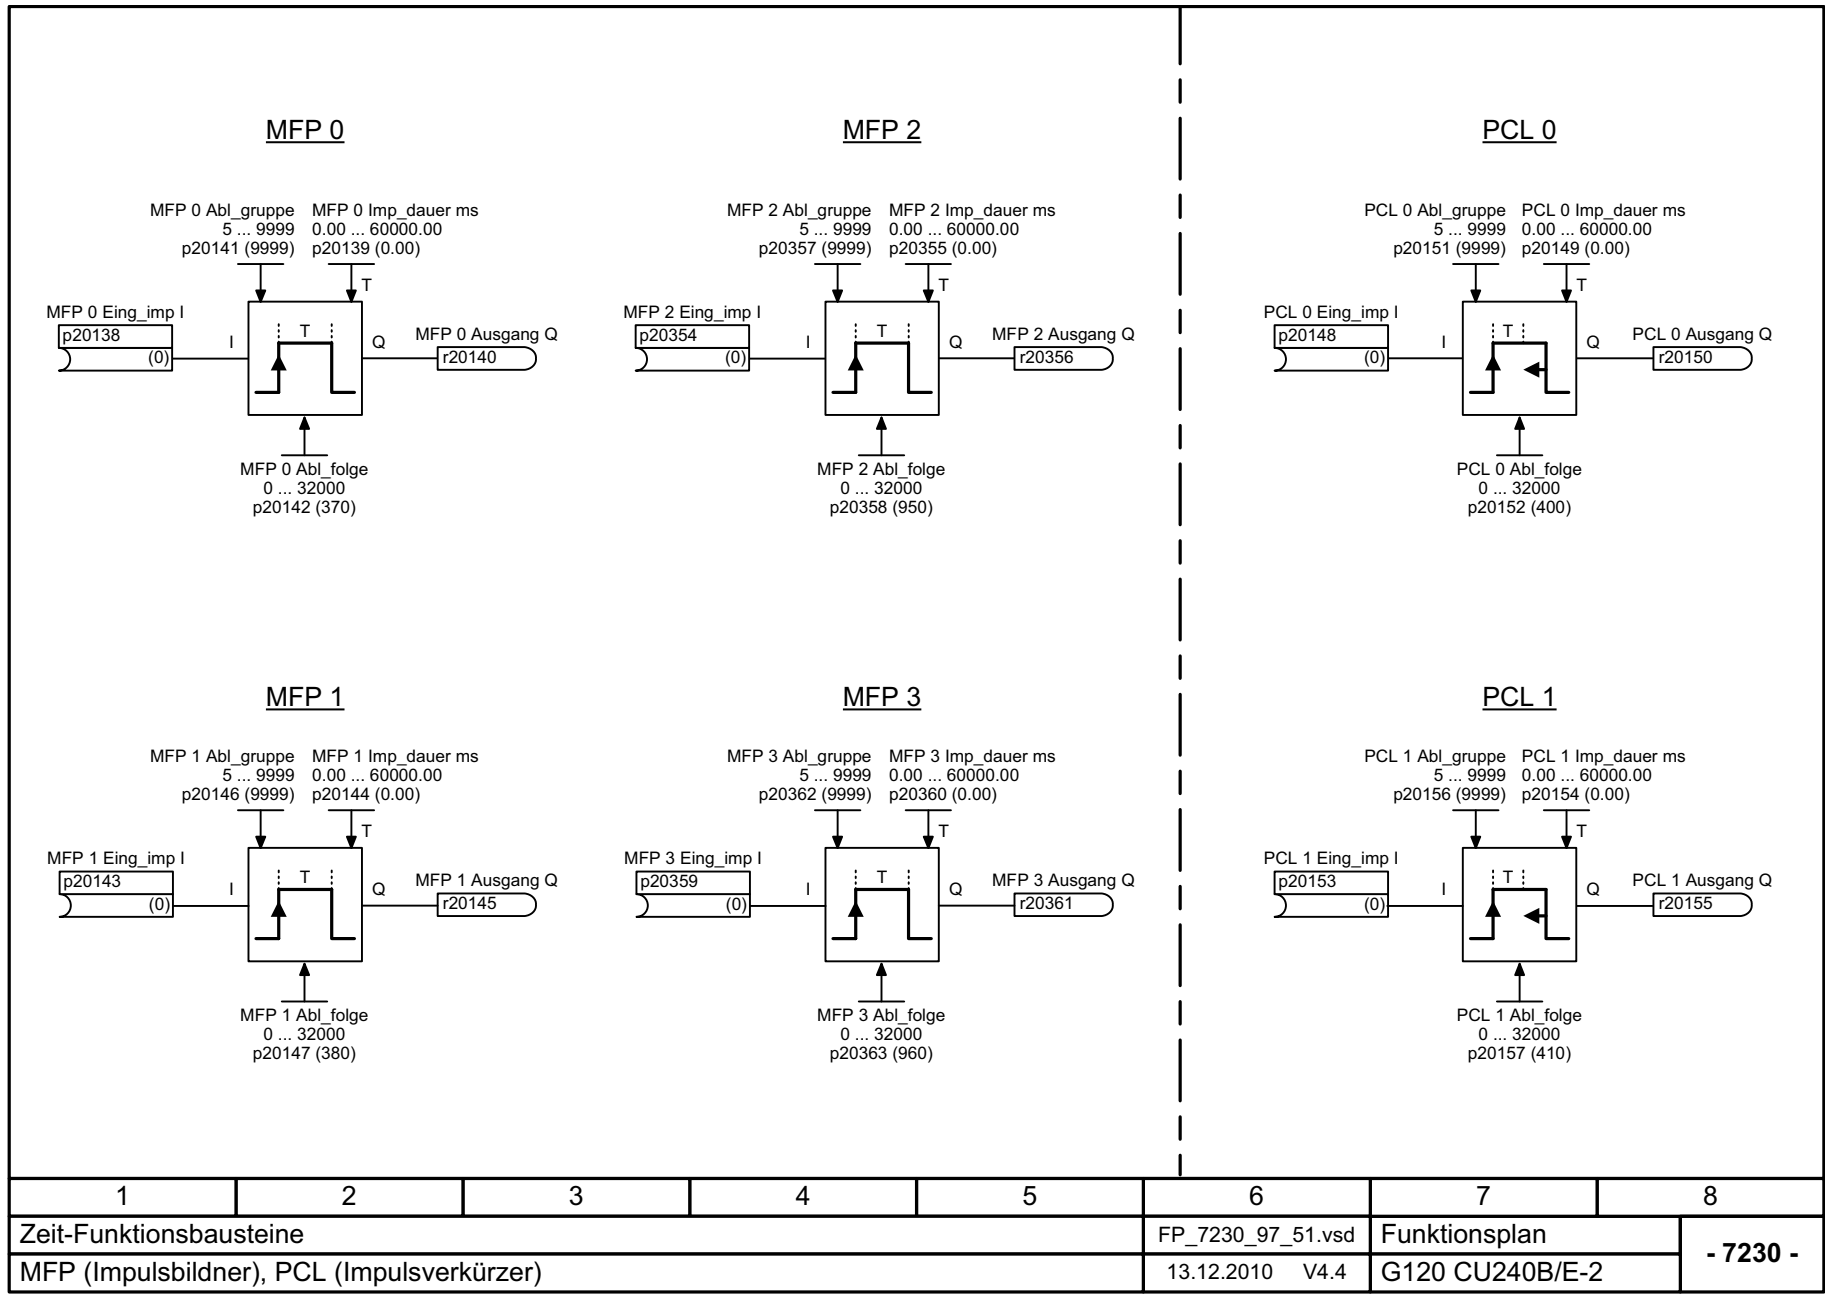 MFP 0
MFP 0 Abl_gruppe
5 ... 9999
p20141 (9999)
MFP 0 Imp_dauer ms
0.00 ... 60000.00
p20139 (0.00)
T
MFP 0 Eing_imp I
p20138
(0)
I
T
Q
MFP 0 Ausgang Q
r20140
MFP 0 Abl_folge
0 ... 32000
p20142 (370)
MFP 2
MFP 2 Abl_gruppe
5 ... 9999
p20357 (9999)
MFP 2 Imp_dauer ms
0.00 ... 60000.00
p20355 (0.00)
T
MFP 2 Eing_imp I
p20354
(0)
I
T
Q
MFP 2 Ausgang Q
r20356
MFP 2 Abl_folge
0 ... 32000
p20358 (950)
PCL 0
PCL 0 Abl_gruppe
5 ... 9999
p20151 (9999)
PCL 0 Imp_dauer ms
0.00 ... 60000.00
p20149 (0.00)
T
PCL 0 Eing_imp I
p20148
(0)
I
T
Q
PCL 0 Ausgang Q
r20150
PCL 0 Abl_folge
0 ... 32000
p20152 (400)
MFP 1
MFP 1 Abl_gruppe
5 ... 9999
p20146 (9999)
MFP 1 Imp_dauer ms
0.00 ... 60000.00
p20144 (0.00)
T
MFP 1 Eing_imp I
p20143
(0)
I
T
Q
MFP 1 Ausgang Q
r20145
MFP 1 Abl_folge
0 ... 32000
p20147 (380)
MFP 3
MFP 3 Abl_gruppe
5 ... 9999
p20362 (9999)
MFP 3 Imp_dauer ms
0.00 ... 60000.00
p20360 (0.00)
T
MFP 3 Eing_imp I
p20359
(0)
I
T
Q
MFP 3 Ausgang Q
r20361
MFP 3 Abl_folge
0 ... 32000
p20363 (960)
PCL 1
PCL 1 Abl_gruppe
5 ... 9999
p20156 (9999)
PCL 1 Imp_dauer ms
0.00 ... 60000.00
p20154 (0.00)
T
PCL 1 Eing_imp I
p20153
(0)
I
T
Q
PCL 1 Ausgang Q
r20155
PCL 1 Abl_folge
0 ... 32000
p20157 (410)
1 2 3 4 5 6 7 8
Zeit-Funktionsbausteine
FP_7230_97_51.vsd
Funktionsplan
- 7230 -
MFP (Impulsbildner), PCL (Impulsverkürzer)
13.12.2010 V4.4
G120 CU240B/E-2